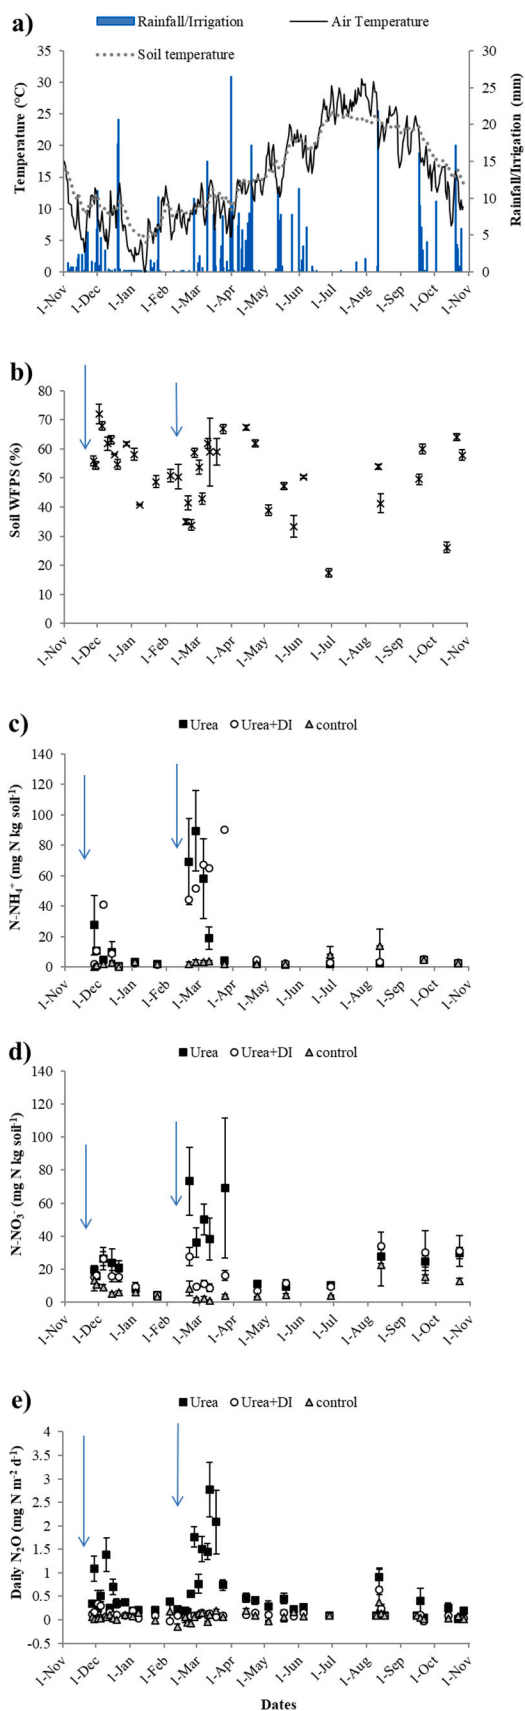 a)
Rainfall/Irrigation
Air Temperature
Soil temperature
Temperature (°C)
35
30
25
20
15
10
5
0
Rainfall/Irrigation (mm)
30
25
20
15
10
5
0
1-Nov 1-Dec 1-Jan 1-Feb 1-Mar 1-Apr 1-May 1-Jun 1-Jul 1-Aug 1-Sep 1-Oct 1-Nov
b)
Soil WFPS (%)
80
70
60
50
40
30
20
10
0
1-Nov 1-Dec 1-Jan 1-Feb 1-Mar 1-Apr 1-May 1-Jun 1-Jul 1-Aug 1-Sep 1-Oct 1-Nov
c)
Urea Urea+DI control
N-NH₄⁺ (mg N kg soil⁻¹)
140
120
100
80
60
40
20
0
1-Nov 1-Dec 1-Jan 1-Feb 1-Mar 1-Apr 1-May 1-Jun 1-Jul 1-Aug 1-Sep 1-Oct 1-Nov
d)
Urea Urea+DI control
N-NO₃⁻ (mg N kg soil⁻¹)
140
120
100
80
60
40
20
0
1-Nov 1-Dec 1-Jan 1-Feb 1-Mar 1-Apr 1-May 1-Jun 1-Jul 1-Aug 1-Sep 1-Oct 1-Nov
e)
Urea Urea+DI control
Daily N₂O (mg N m⁻² d⁻¹)
4
3.5
3
2.5
2
1.5
1
0.5
0
-0.5
1-Nov 1-Dec 1-Jan 1-Feb 1-Mar 1-Apr 1-May 1-Jun 1-Jul 1-Aug 1-Sep 1-Oct 1-Nov
Dates